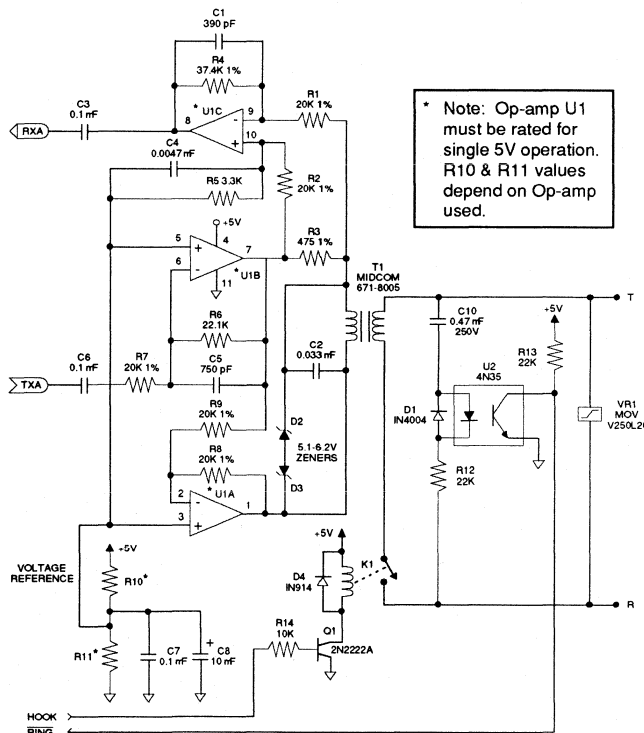 C1
390 pF
R4
37.4K 1%
* U1C
8
9
10
R1
20K 1%
C3
0.1 mF
RXA
C4
0.0047 mF
R5 3.3K
R2
20K 1%
+5V
5
4
7
6
11
* U1B
R3
475 1%
* Note: Op-amp U1
must be rated for
single 5V operation.
R10 & R11 values
depend on Op-amp
used.
T1
MIDCOM
671-8005
T
C10
0.47 mF
250V
+5V
R13
22K
U2
4N35
R6
22.1K
C2
0.033 mF
C6
0.1 mF
R7
20K 1%
C5
750 pF
TXA
D1
IN4004
VR1
MOV
V250L20
R9
20K 1%
D2
5.1-6.2V
ZENERS
R8
20K 1%
D3
R12
22K
* U1A
2
3
1
+5V
VOLTAGE
REFERENCE
+5V
R10*
D4
IN914
K1
R
R14
10K
Q1
2N2222A
R11*
C7
0.1 mF
+
C8
10 mF
HOOK
RING